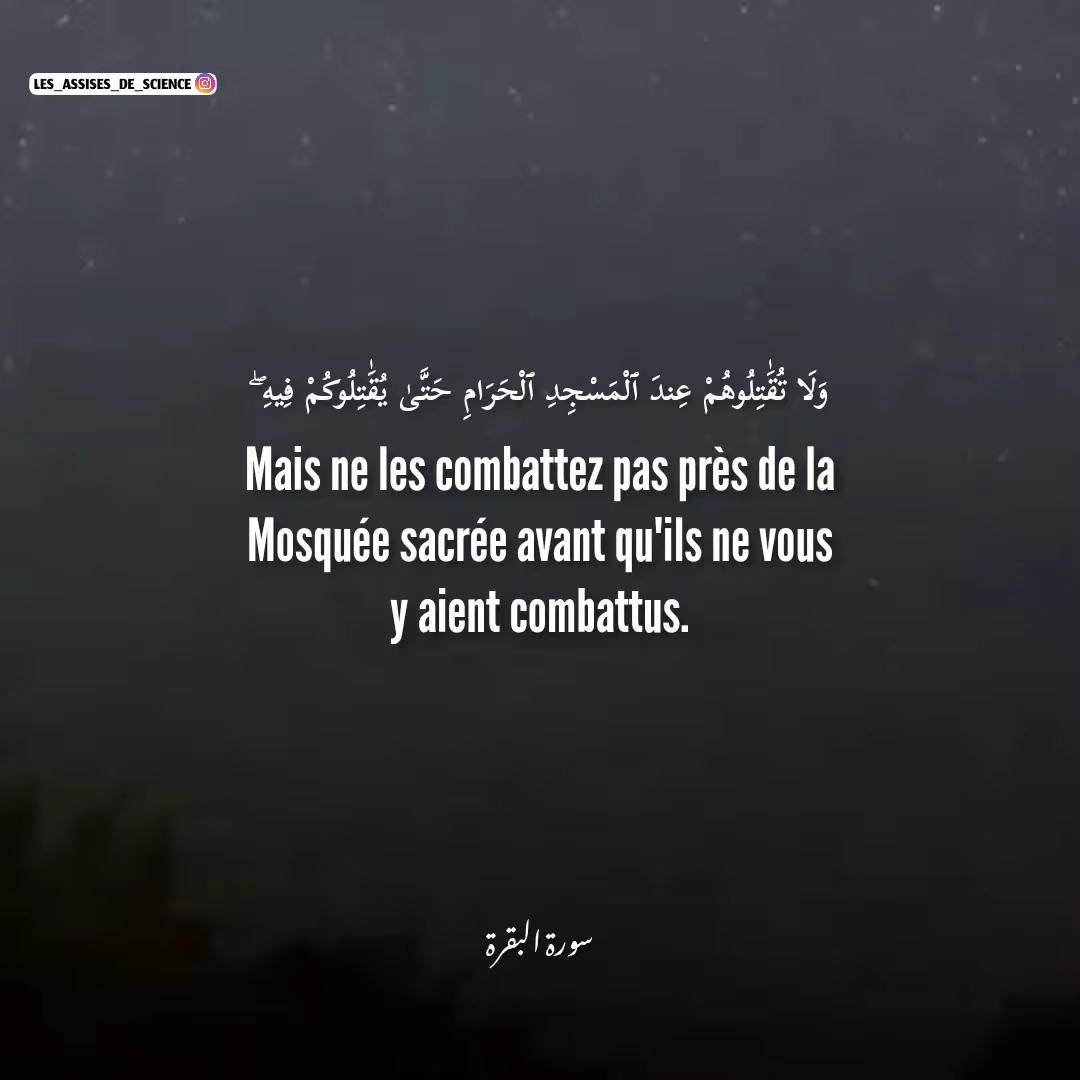 LES_ASSISES_DE_SCIENCE
وَلَا تُقَٰتِلُوهُمْ عِندَ ٱلْمَسْجِدِ ٱلْحَرَامِ حَتَّىٰ يُقَٰتِلُوكُمْ فِيهِ ۖ
Mais ne les combattez pas près de la
Mosquée sacrée avant qu'ils ne vous
y aient combattus.
سورة البقرة